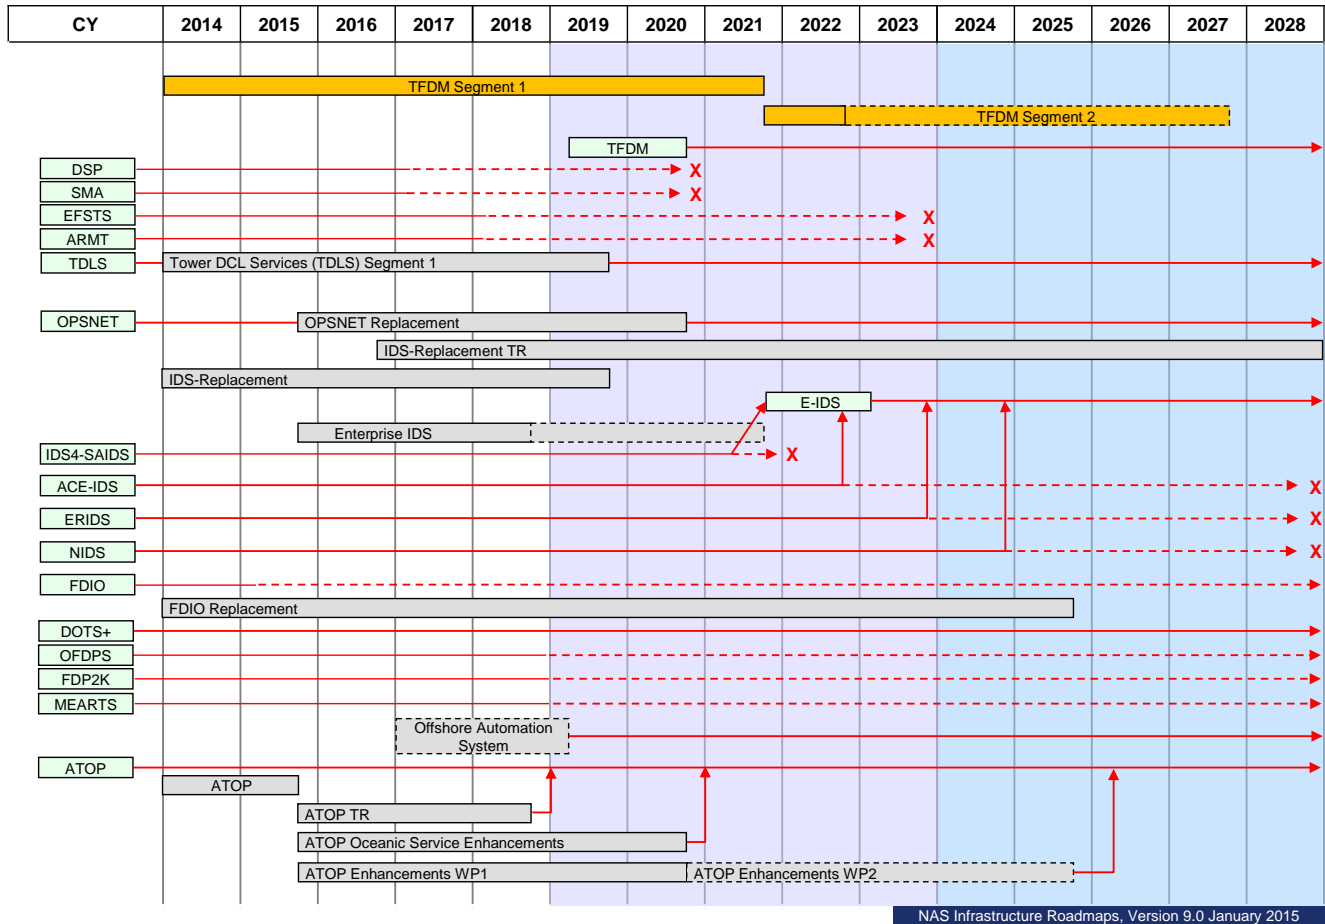 CY 2014 2015 2016 2017 2018 2019 2020 2021 2022 2023 2024 2025 2026 2027 2028
TFDM Segment 1
TFDM Segment 2
TFDM
DSP X
SMA X
EFSTS X
ARMT X
TDLS Tower DCL Services (TDLS) Segment 1
OPSNET OPSNET Replacement
IDS-Replacement TR
IDS-Replacement
E-IDS
Enterprise IDS
IDS4-SAIDS X
ACE-IDS X
ERIDS X
NIDS X
FDIO
FDIO Replacement
DOTS+
OFDPS
FDP2K
MEARTS
Offshore Automation
System
ATOP
ATOP
ATOP TR
ATOP Oceanic Service Enhancements
ATOP Enhancements WP1 ATOP Enhancements WP2
NAS Infrastructure Roadmaps, Version 9.0 January 2015